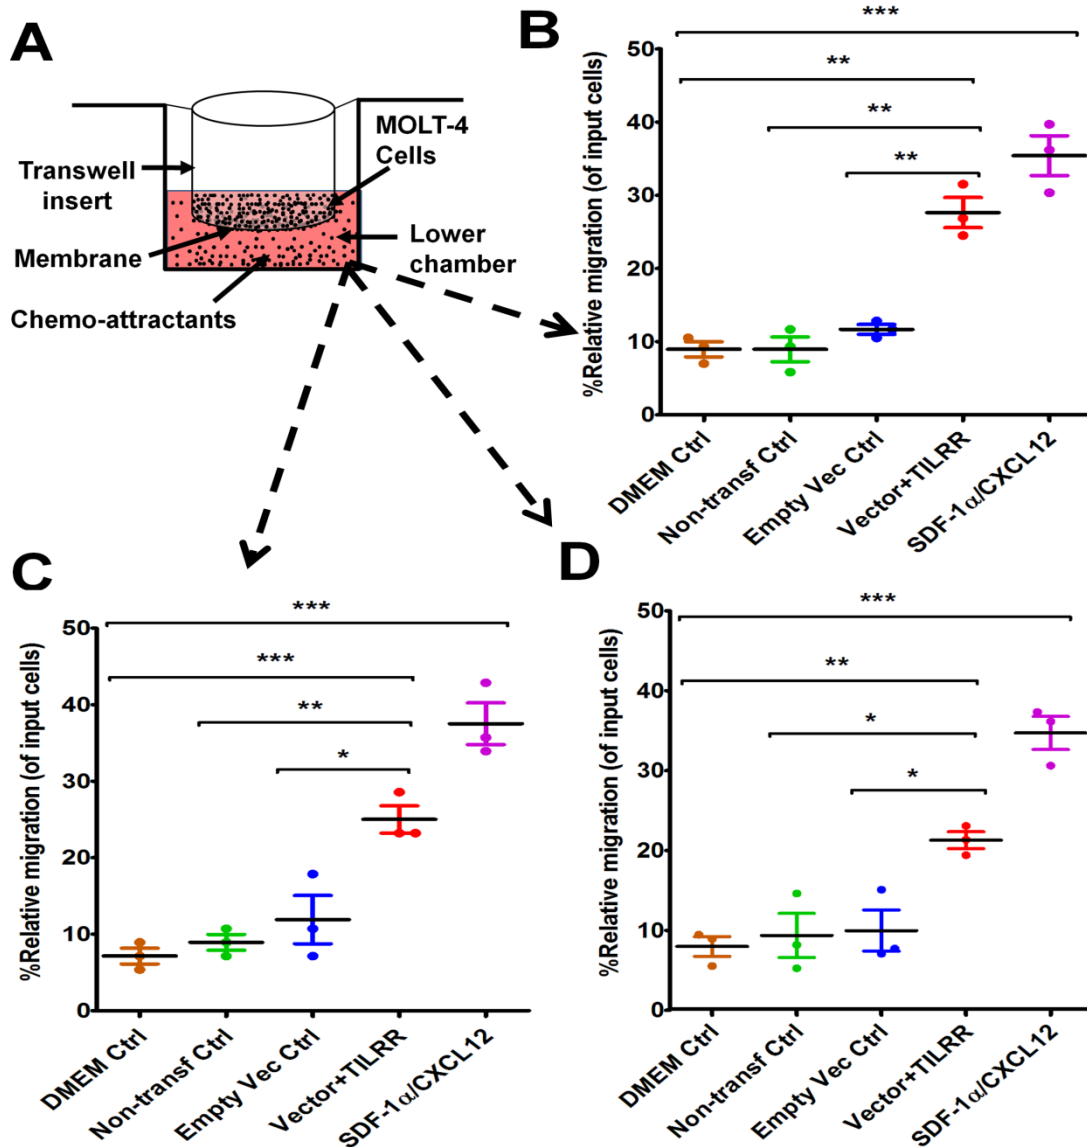 A
Transwell
insert
MOLT-4
Cells
Membrane
Lower
chamber
Chemo-attractants
B
%Relative migration (of input cells)
50
40
30
20
10
0
***
**
**
**
DMEM Ctrl
Non-transf Ctrl
Empty Vec Ctrl
Vector+TILRR
SDF-1α/CXCL12
C
%Relative migration (of input cells)
50
40
30
20
10
0
***
***
**
*
DMEM Ctrl
Non-transf Ctrl
Empty Vec Ctrl
Vector+TILRR
SDF-1α/CXCL12
D
%Relative migration (of input cells)
50
40
30
20
10
0
***
**
*
*
DMEM Ctrl
Non-transf Ctrl
Empty Vec Ctrl
Vector+TILRR
SDF-1α/CXCL12